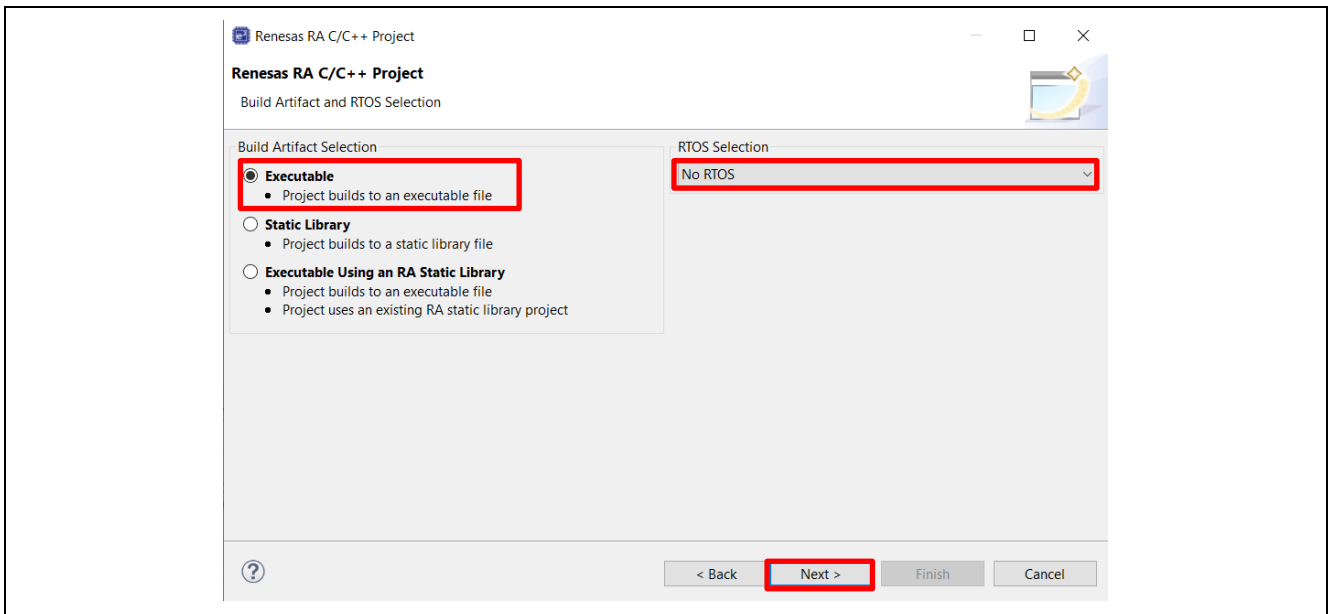 Renesas RA C/C++ Project
Renesas RA C/C++ Project
Build Artifact and RTOS Selection
Build Artifact Selection
Executable
• Project builds to an executable file
Static Library
• Project builds to a static library file
Executable Using an RA Static Library
• Project builds to an executable file
• Project uses an existing RA static library project
RTOS Selection
No RTOS
?
< Back
Next >
Finish
Cancel